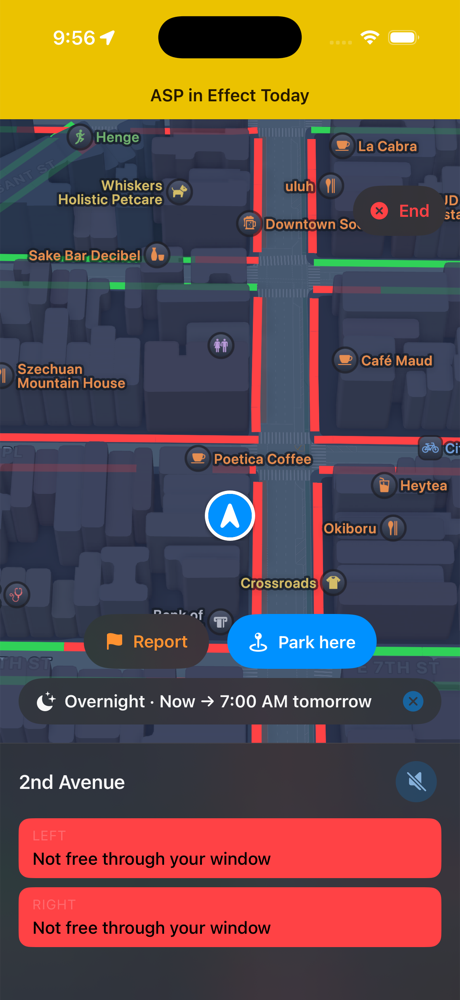 9:56
ASP in Effect Today
Henge
La Cabra
Whiskers
Holistic Petcare
uluh
End
Downtown
Sake Bar Decibel
Szechuan
Mountain House
Café Maud
Poetica Coffee
Heytea
Okiboru
Crossroads
Bank of
Report
Park here
E 7TH ST
TH ST
Overnight · Now → 7:00 AM tomorrow
2nd Avenue
LEFT
Not free through your window
RIGHT
Not free through your window